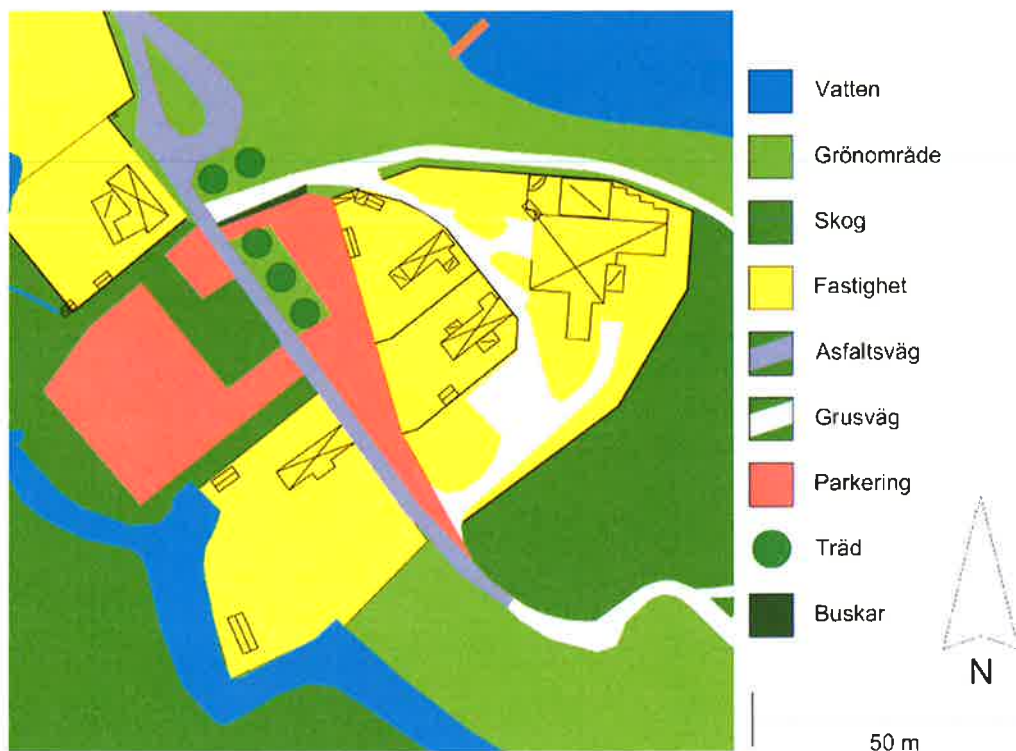 Vatten
Grönområde
Skog
Fastighet
Asfaltsväg
Grusväg
Parkering
Träd
Buskar
N
50 m